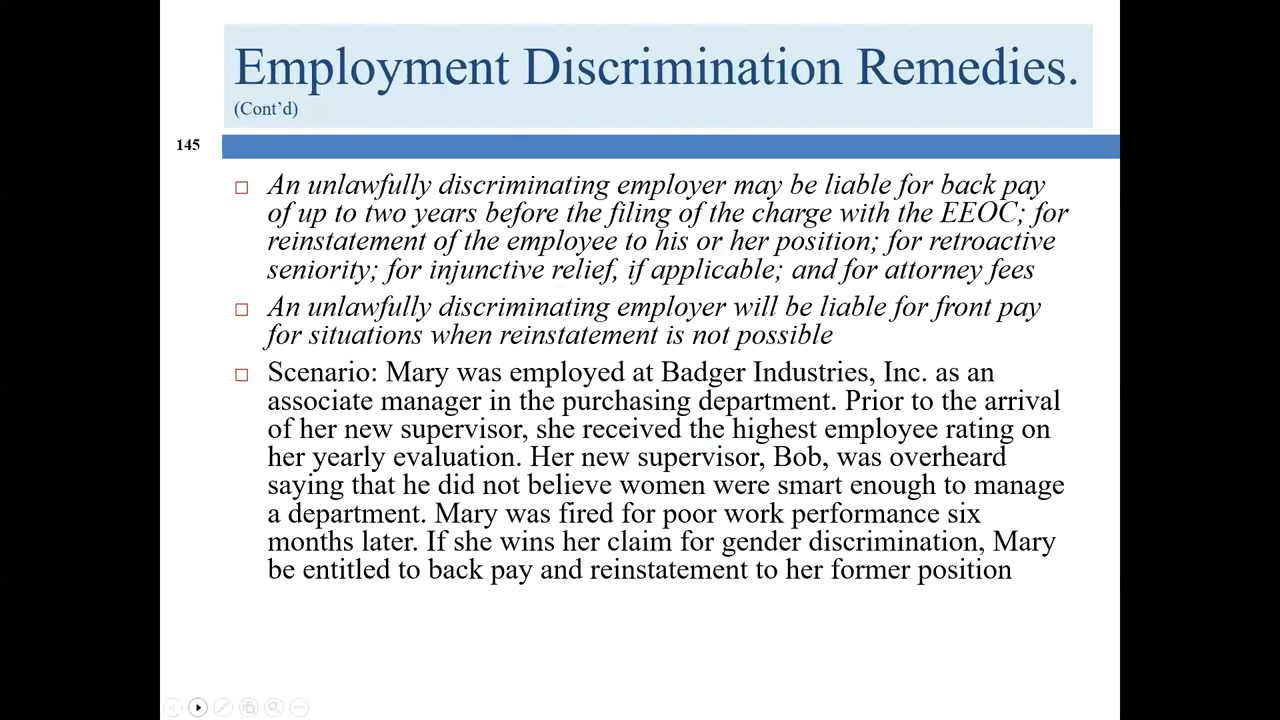 Employment Discrimination Remedies.
(Cont’d)
145
An unlawfully discriminating employer may be liable for back pay
of up to two years before the filing of the charge with the EEOC; for
reinstatement of the employee to his or her position; for retroactive
seniority; for injunctive relief, if applicable; and for attorney fees
An unlawfully discriminating employer will be liable for front pay
for situations when reinstatement is not possible
Scenario: Mary was employed at Badger Industries, Inc. as an
associate manager in the purchasing department. Prior to the arrival
of her new supervisor, she received the highest employee rating on
her yearly evaluation. Her new supervisor, Bob, was overheard
saying that he did not believe women were smart enough to manage
a department. Mary was fired for poor work performance six
months later. If she wins her claim for gender discrimination, Mary
be entitled to back pay and reinstatement to her former position